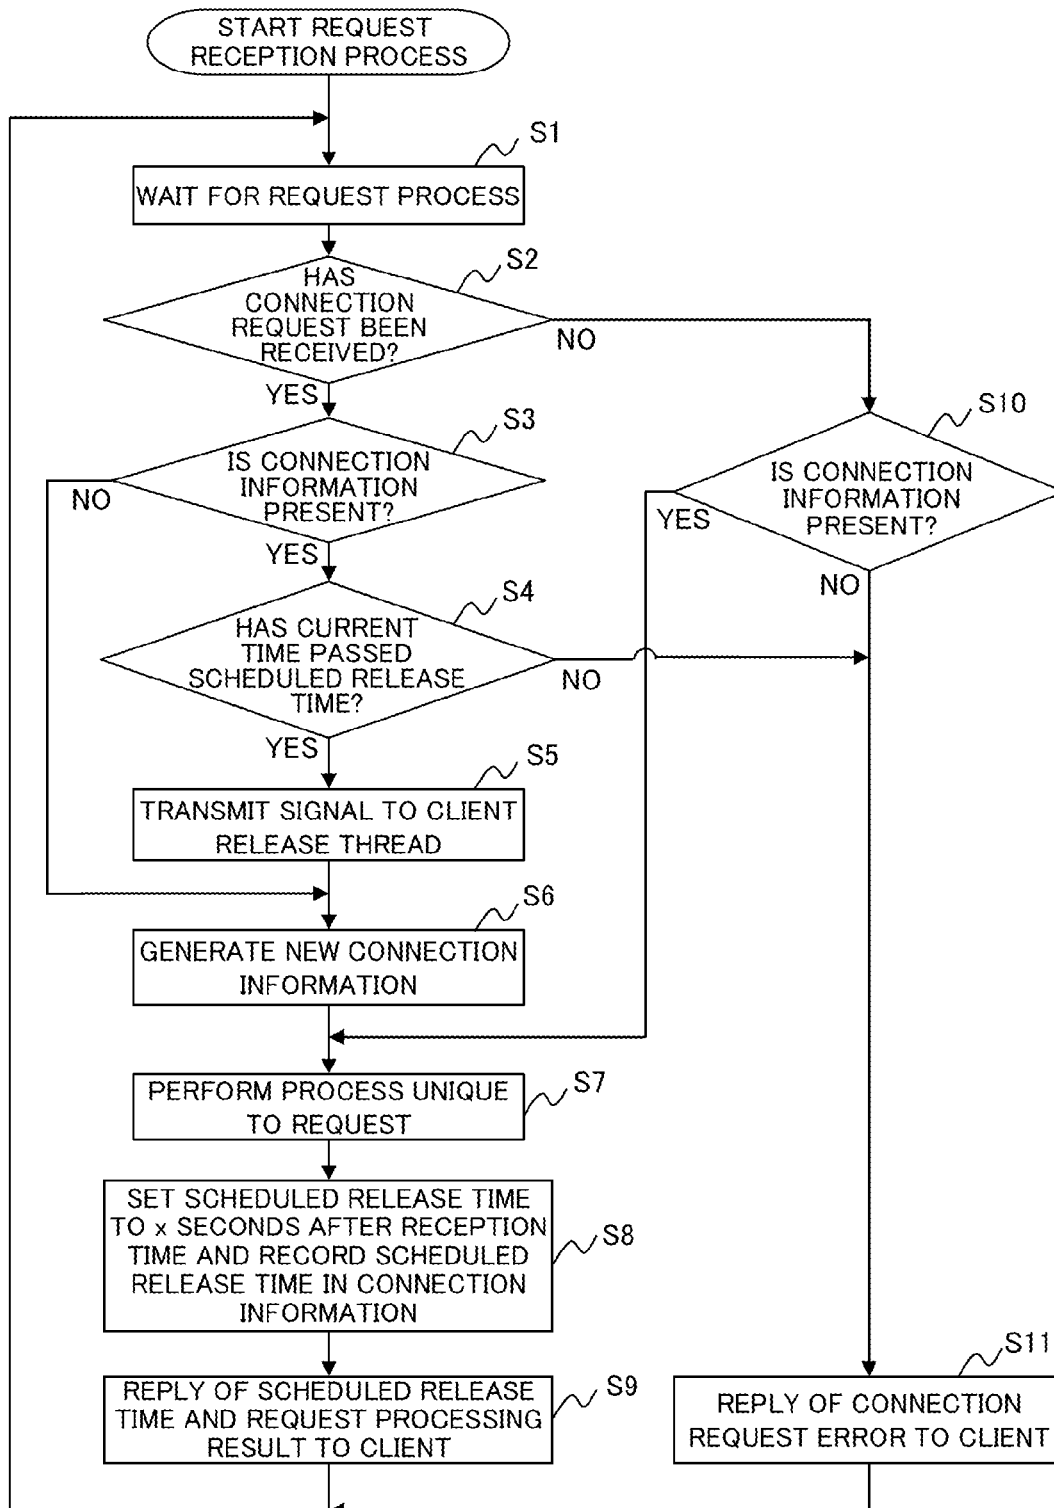 START REQUEST
RECEPTION PROCESS
S1
WAIT FOR REQUEST PROCESS
S2
HAS
CONNECTION
REQUEST BEEN
RECEIVED?
NO
YES
S3
IS CONNECTION
INFORMATION
PRESENT?
NO
YES
S10
IS CONNECTION
INFORMATION
PRESENT?
YES
NO
S4
HAS CURRENT
TIME PASSED
SCHEDULED RELEASE
TIME?
NO
YES
S5
TRANSMIT SIGNAL TO CLIENT
RELEASE THREAD
S6
GENERATE NEW CONNECTION
INFORMATION
S7
PERFORM PROCESS UNIQUE
TO REQUEST
S8
SET SCHEDULED RELEASE TIME
TO x SECONDS AFTER RECEPTION
TIME AND RECORD SCHEDULED
RELEASE TIME IN CONNECTION
INFORMATION
S9
REPLY OF SCHEDULED RELEASE
TIME AND REQUEST PROCESSING
RESULT TO CLIENT
S11
REPLY OF CONNECTION
REQUEST ERROR TO CLIENT